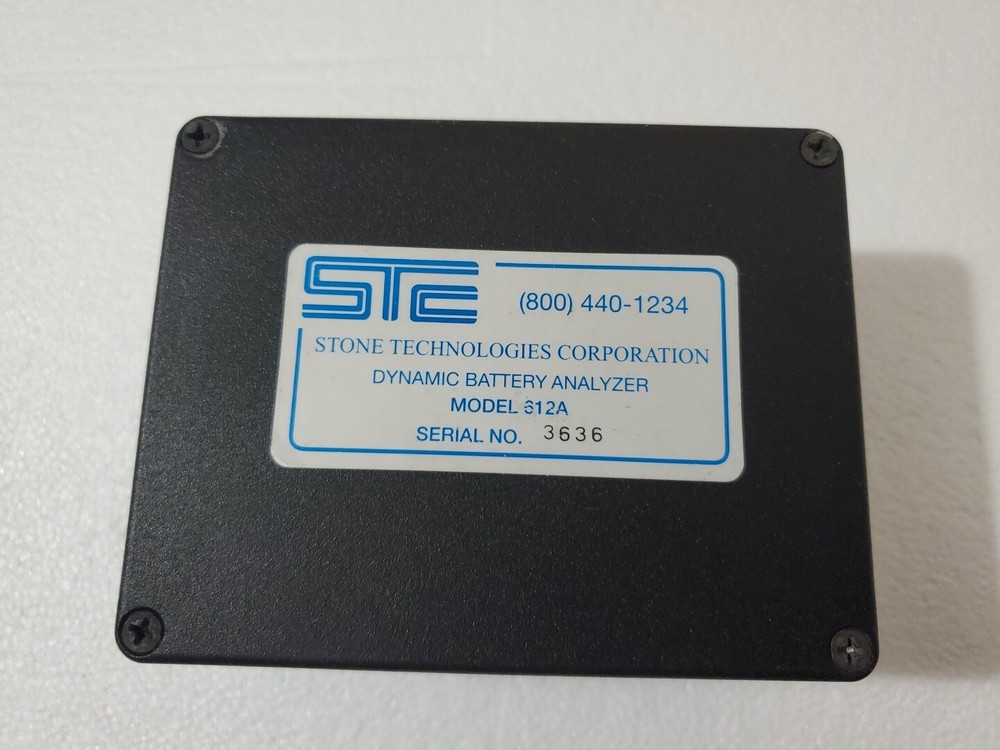 STC (800) 440-1234
STONE TECHNOLOGIES CORPORATION
DYNAMIC BATTERY ANALYZER
MODEL 612A
SERIAL NO. 3636